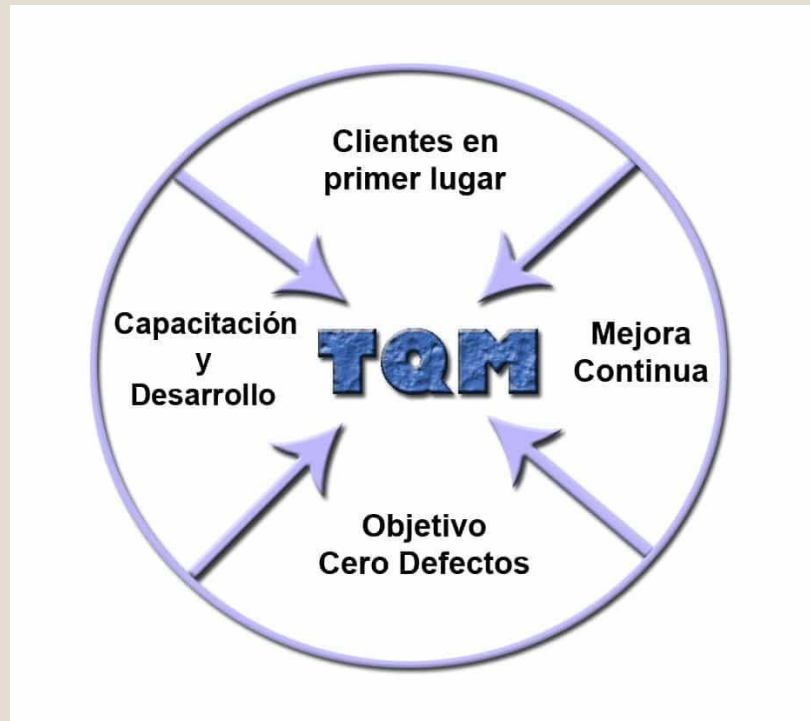 Clientes en
primer lugar
Capacitación
y
Desarrollo
TQM
Mejora
Continua
Objetivo
Cero Defectos